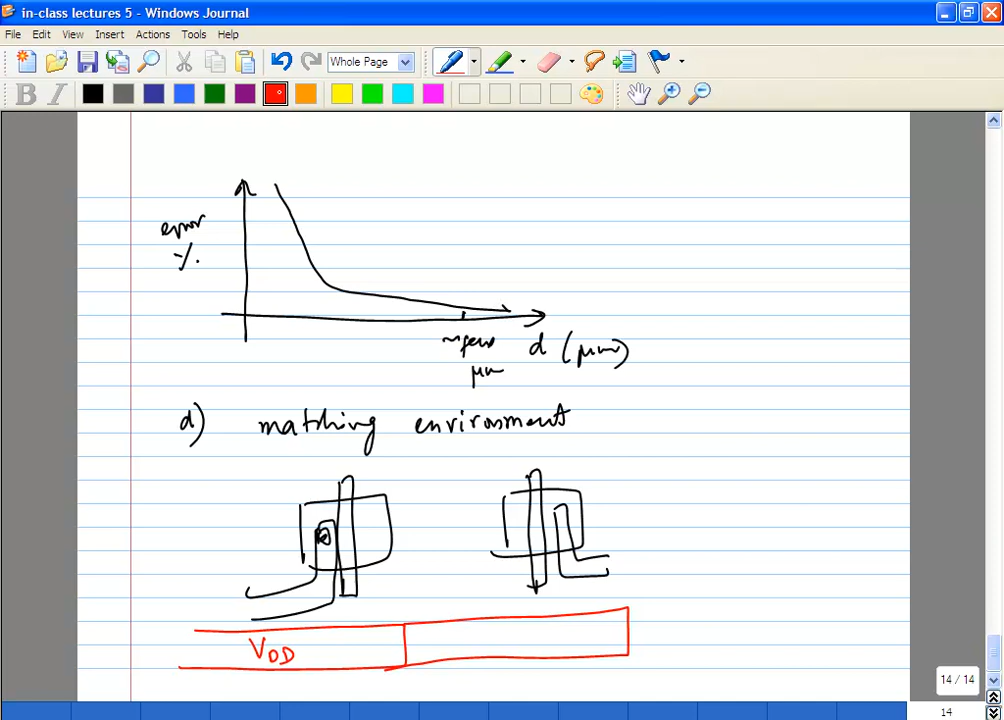 in-class lectures 5 - Windows Journal
File Edit View Insert Actions Tools Help
Whole Page
B I
error
%
~few
μm
d (μm)
d) matching environment
VDD
14 / 14
14